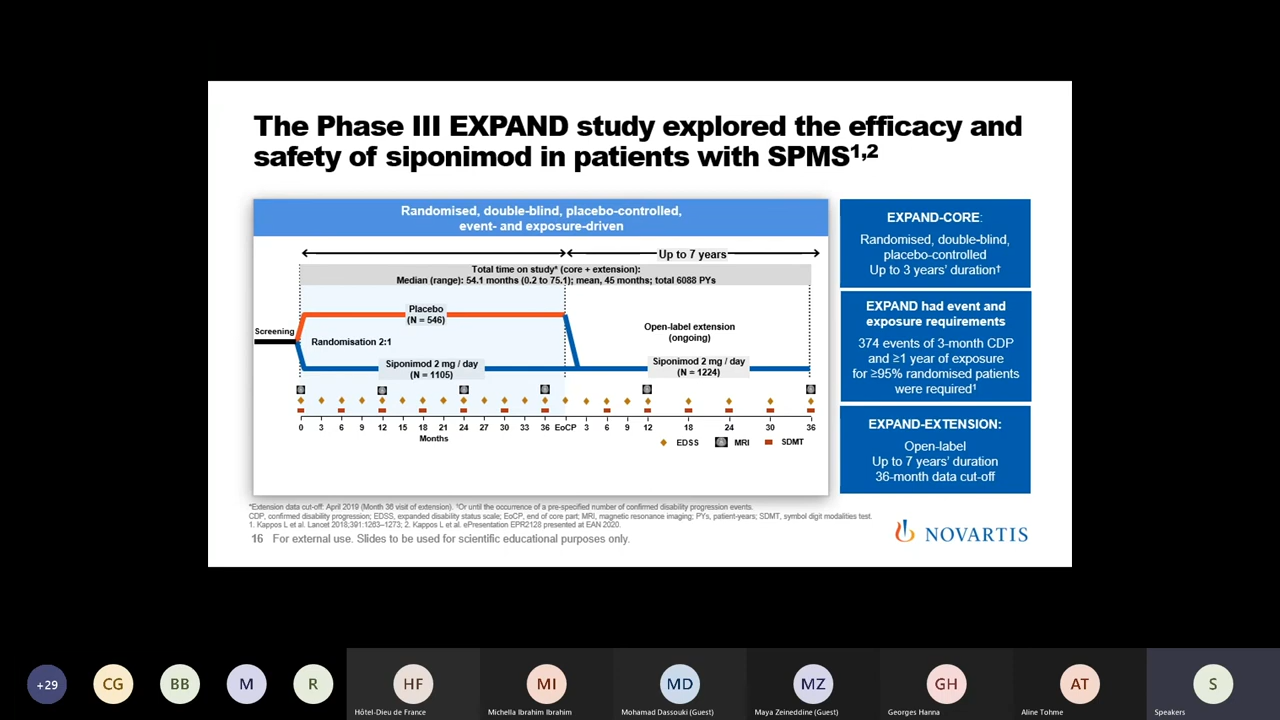 The Phase III EXPAND study explored the efficacy and
safety of siponimod in patients with SPMS1,2
Randomised, double-blind, placebo-controlled,
event- and exposure-driven
Up to 7 years
Total time on study* (core + extension):
Median (range): 54.1 months (0.2 to 75.1); mean, 45 months; total 6088 PYs
Placebo
(N = 546)
Screening
Randomisation 2:1
Open-label extension
(ongoing)
Siponimod 2 mg / day
(N = 1105)
Siponimod 2 mg / day
(N = 1224)
0 3 6 9 12 15 18 21 24 27 30 33 36 EoCP 3 6 9 12 18 24 30 36
Months
EDSS MRI SDMT
EXPAND-CORE:
Randomised, double-blind,
placebo-controlled
Up to 3 years' duration†
EXPAND had event and
exposure requirements
374 events of 3-month CDP
and ≥1 year of exposure
for ≥95% randomised patients
were required1
EXPAND-EXTENSION:
Open-label
Up to 7 years' duration
36-month data cut-off
*Extension data cut-off: April 2019 (Month 36 visit of extension). †Or until the occurrence of a pre-specified number of confirmed disability progression events.
CDP, confirmed disability progression; EDSS, expanded disability status scale; EoCP, end of core part; MRI, magnetic resonance imaging; PYs, patient-years; SDMT, symbol digit modalities test.
1. Kappos L et al. Lancet 2018;391:1263–1273; 2. Kappos L et al. ePresentation EPR2128 presented at EAN 2020.
16 For external use. Slides to be used for scientific educational purposes only.
NOVARTIS
+29 CG BB M R HF MI MD MZ GH AT S
Hôtel-Dieu de France Michella Ibrahim Ibrahim Mohamad Dassouki (Guest) Maya Zeineddine (Guest) Georges Hanna Aline Tohme Speakers